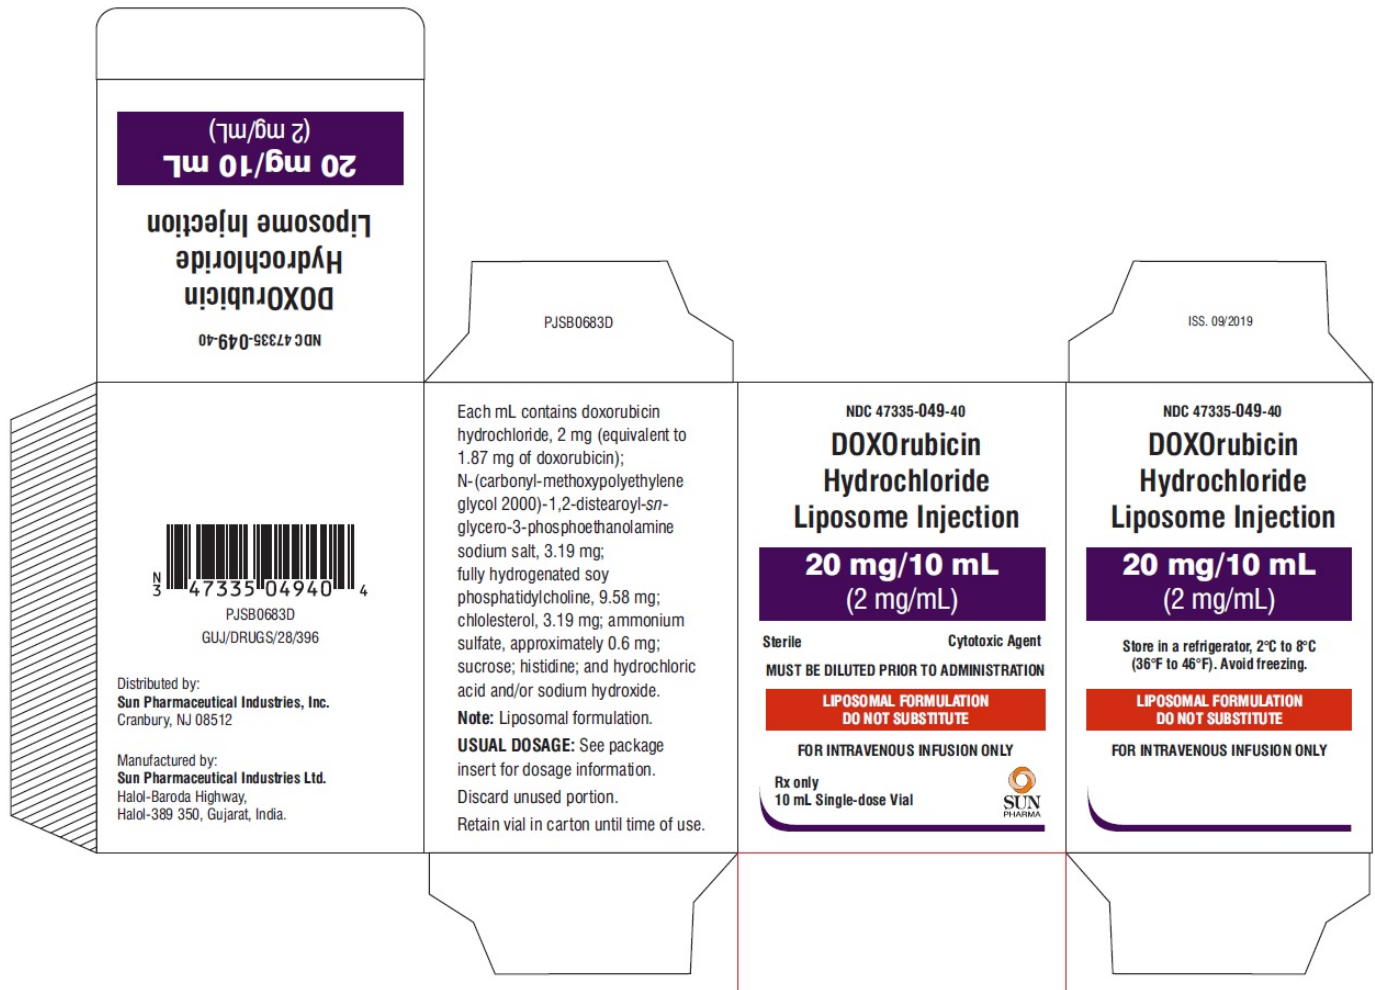 20 mg/10 mL
(2 mg/mL)
DOXOrubicin
Hydrochloride
Liposome Injection
NDC 47335-049-40
N
3
47335 04940
4
PJSB0683D
GUJ/DRUGS/28/396
Distributed by:
Sun Pharmaceutical Industries, Inc.
Cranbury, NJ 08512
Manufactured by:
Sun Pharmaceutical Industries Ltd.
Halol-Baroda Highway,
Halol-389 350, Gujarat, India.
PJSB0683D
Each mL contains doxorubicin
hydrochloride, 2 mg (equivalent to
1.87 mg of doxorubicin);
N-(carbonyl-methoxypolyethylene
glycol 2000)-1,2-distearoyl-sn-
glycero-3-phosphoethanolamine
sodium salt, 3.19 mg;
fully hydrogenated soy
phosphatidylcholine, 9.58 mg;
chlolesterol, 3.19 mg; ammonium
sulfate, approximately 0.6 mg;
sucrose; histidine; and hydrochloric
acid and/or sodium hydroxide.
Note: Liposomal formulation.
USUAL DOSAGE: See package
insert for dosage information.
Discard unused portion.
Retain vial in carton until time of use.
NDC 47335-049-40
DOXOrubicin
Hydrochloride
Liposome Injection
20 mg/10 mL
(2 mg/mL)
Sterile Cytotoxic Agent
MUST BE DILUTED PRIOR TO ADMINISTRATION
LIPOSOMAL FORMULATION
DO NOT SUBSTITUTE
FOR INTRAVENOUS INFUSION ONLY
Rx only
10 mL Single-dose Vial
SUN
PHARMA
ISS. 09/2019
NDC 47335-049-40
DOXOrubicin
Hydrochloride
Liposome Injection
20 mg/10 mL
(2 mg/mL)
Store in a refrigerator, 2°C to 8°C
(36°F to 46°F). Avoid freezing.
LIPOSOMAL FORMULATION
DO NOT SUBSTITUTE
FOR INTRAVENOUS INFUSION ONLY